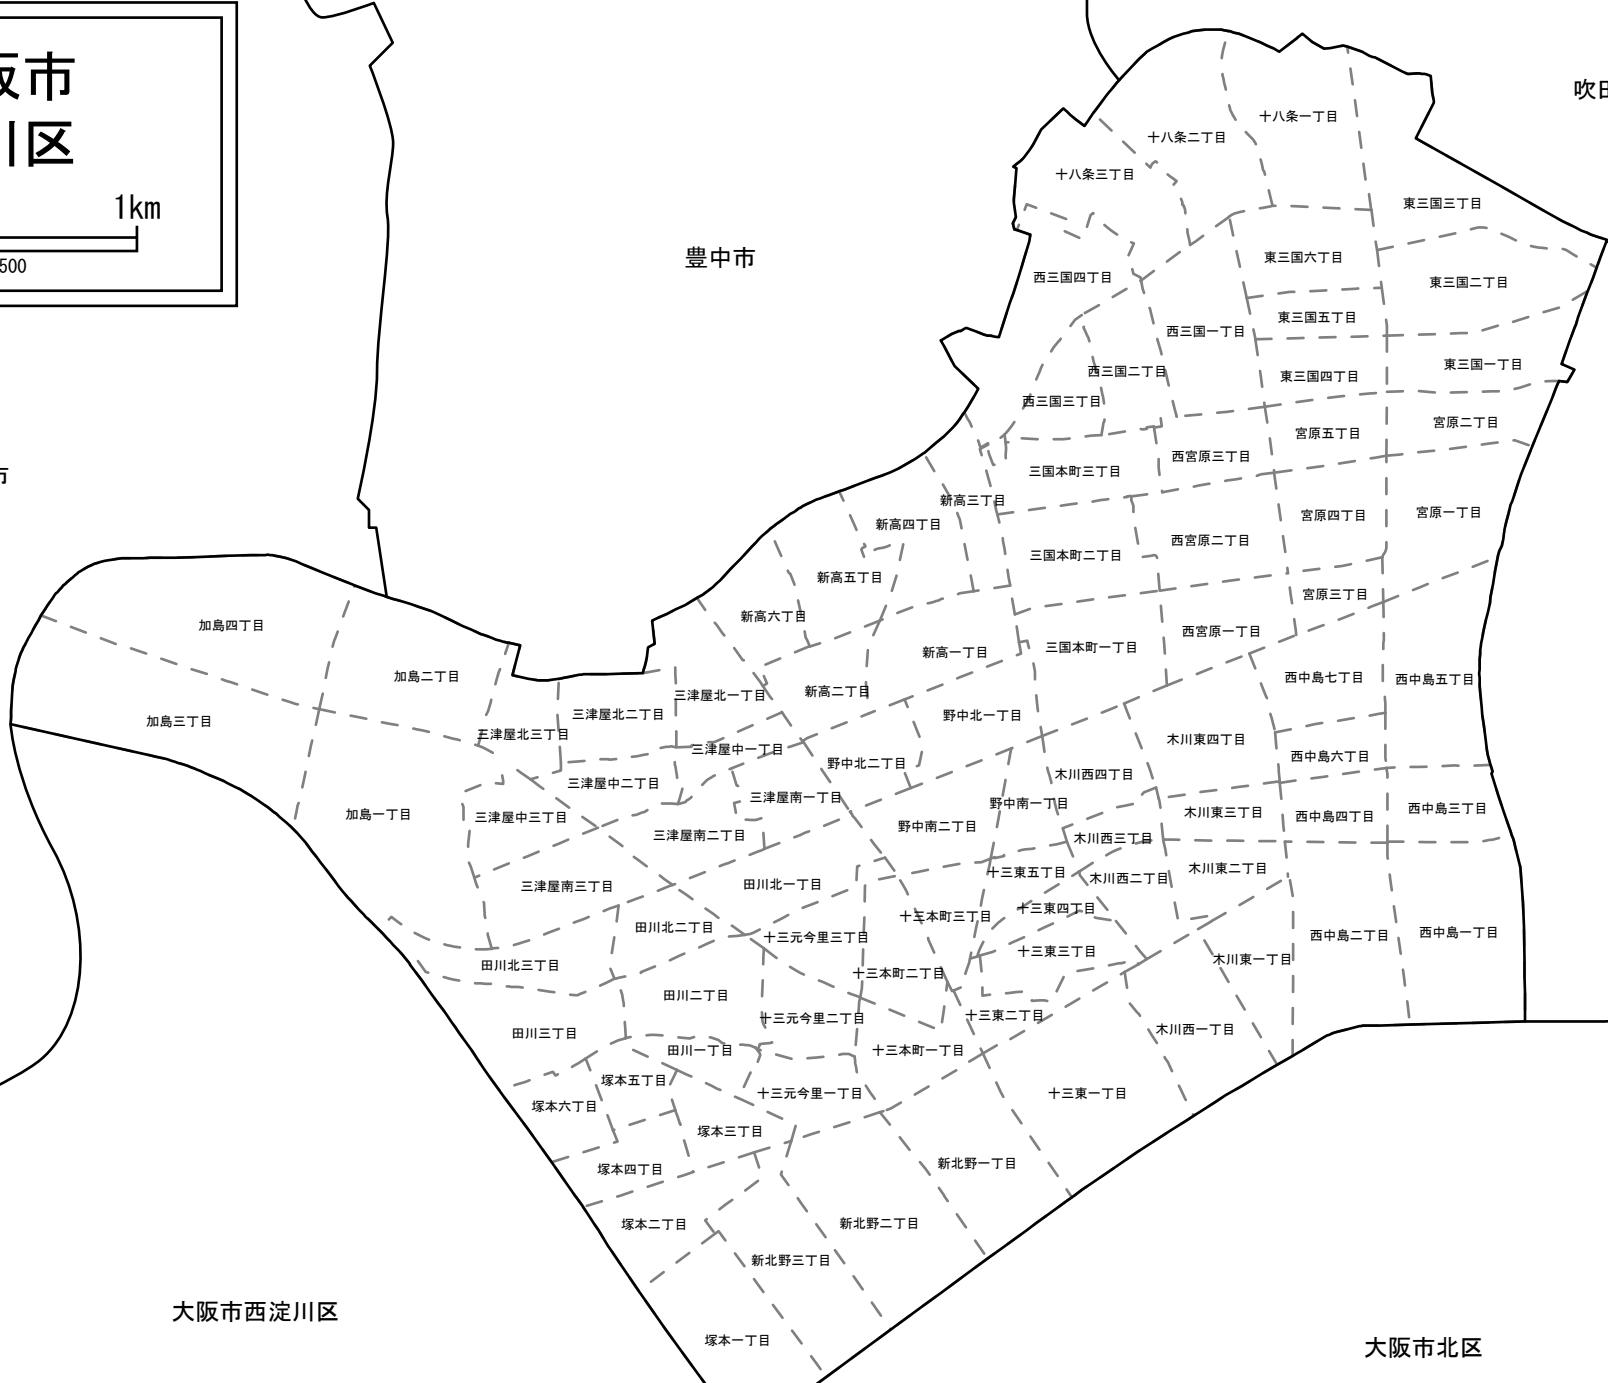 阪市
川区
1km
500
吹田
豊中市
市
大阪市西淀川区
大阪市北区
十八条一丁目
十八条二丁目
十八条三丁目
東三国三丁目
東三国六丁目
西三国四丁目
東三国二丁目
東三国五丁目
西三国一丁目
東三国一丁目
西三国二丁目
東三国四丁目
西三国三丁目
宮原二丁目
宮原五丁目
西宮原三丁目
三国本町三丁目
新高三丁目
宮原一丁目
宮原四丁目
新高四丁目
西宮原二丁目
三国本町二丁目
新高五丁目
宮原三丁目
新高六丁目
加島四丁目
西宮原一丁目
三国本町一丁目
新高一丁目
加島二丁目
西中島七丁目
西中島五丁目
新高二丁目
三津屋北一丁目
三津屋北二丁目
野中北一丁目
加島三丁目
三津屋北三丁目
木川東四丁目
三津屋中一丁目
西中島六丁目
野中北二丁目
木川西四丁目
三津屋中二丁目
三津屋南一丁目
野中南一丁目
西中島三丁目
木川東三丁目
加島一丁目
三津屋中三丁目
西中島四丁目
野中南二丁目
三津屋南二丁目
木川西三丁目
木川東二丁目
十三東五丁目
木川西二丁目
田川北一丁目
三津屋南三丁目
十三東四丁目
十三本町三丁目
田川北二丁目
西中島一丁目
西中島二丁目
十三元今里三丁目
十三東三丁目
木川東一丁目
田川北三丁目
十三本町二丁目
田川二丁目
十三東二丁目
十三元今里二丁目
木川西一丁目
田川三丁目
田川一丁目
十三本町一丁目
塚本五丁目
十三元今里一丁目
十三東一丁目
塚本六丁目
塚本三丁目
新北野一丁目
塚本四丁目
塚本二丁目
新北野二丁目
新北野三丁目
塚本一丁目